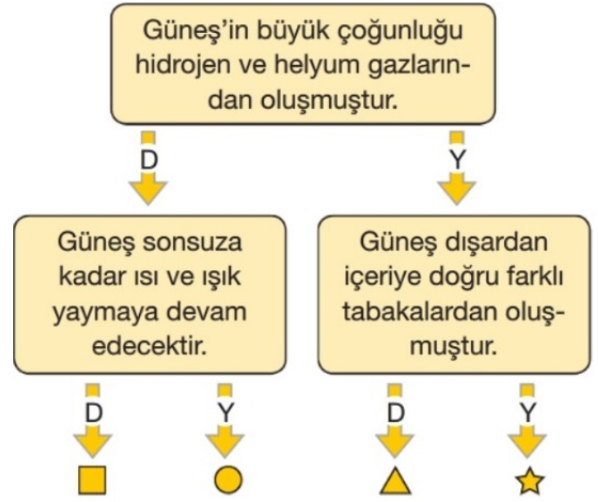 Güneş'in büyük çoğunluğu
hidrojen ve helyum gazların-
dan oluşmuştur.
D
Y
Güneş sonsuza
kadar ısı ve ışık
yaymaya devam
edecektir.
Güneş dışardan
içeriye doğru farklı
tabakalardan oluş-
muştur.
D
Y
D
Y